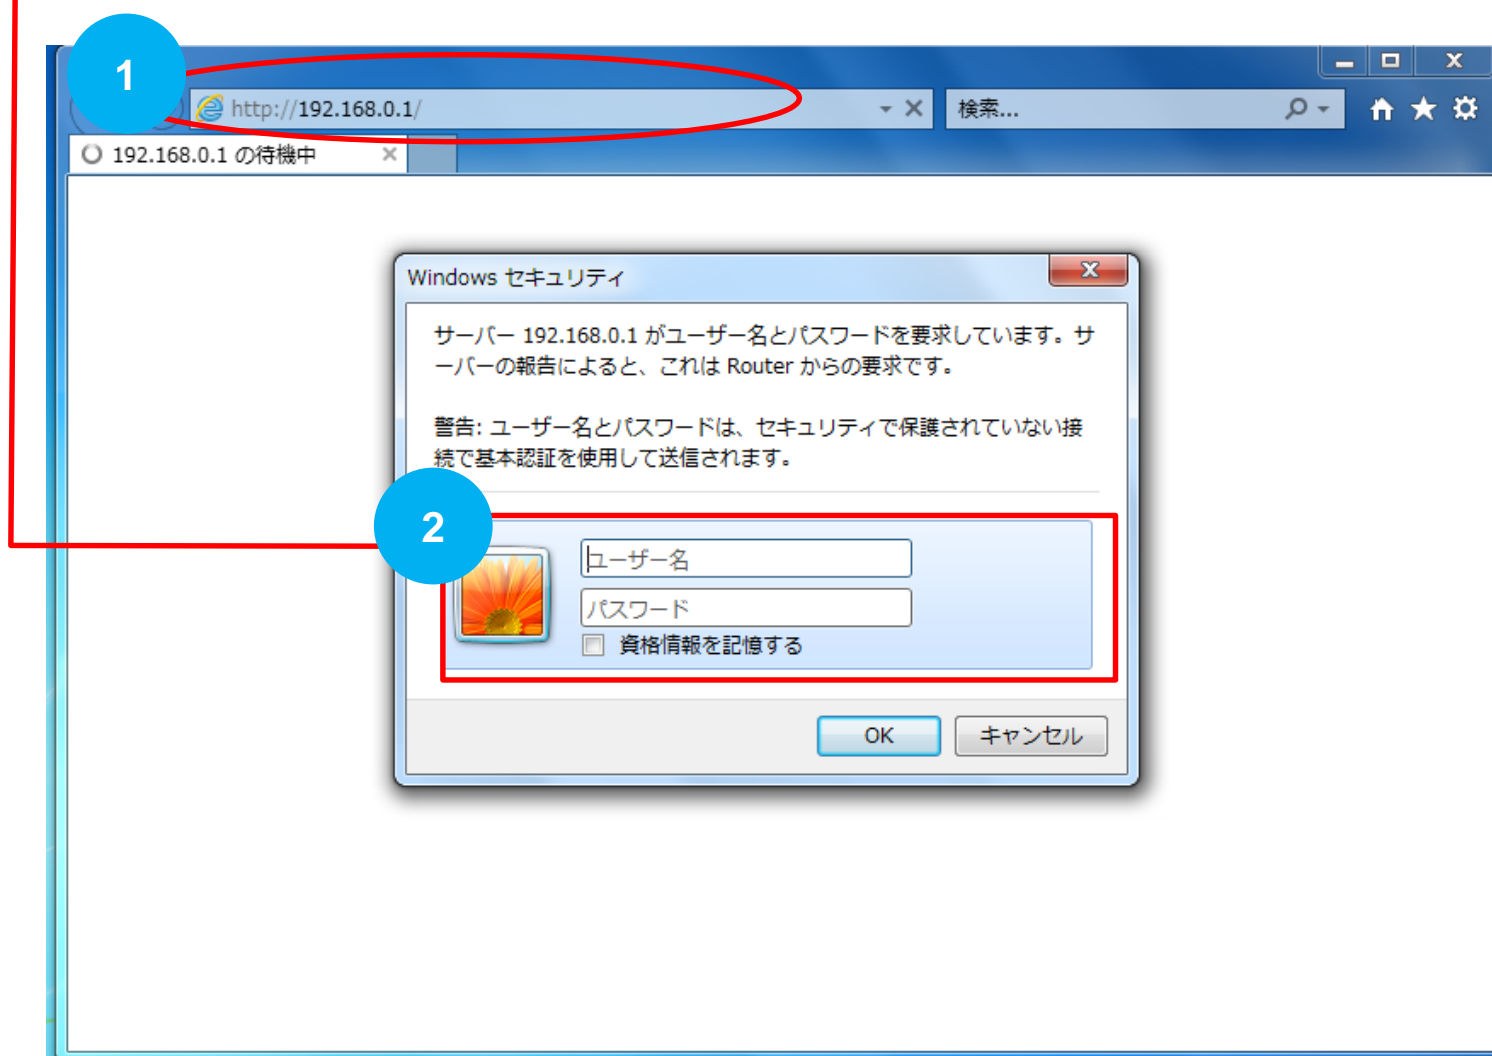 1
http://192.168.0.1/
検索...
192.168.0.1 の待機中
Windows セキュリティ
サーバー 192.168.0.1 がユーザー名とパスワードを要求しています。サ
ーバーの報告によると、これは Router からの要求です。
警告: ユーザー名とパスワードは、セキュリティで保護されていない接
続で基本認証を使用して送信されます。
2
ユーザー名
パスワード
資格情報を記憶する
OK
キャンセル